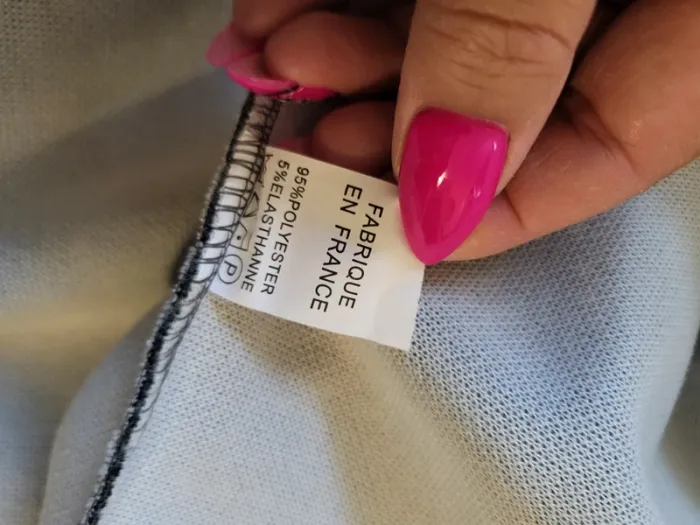 FABRIQUE
EN FRANCE
95%POLYESTER
5%ELASTHANNE
P